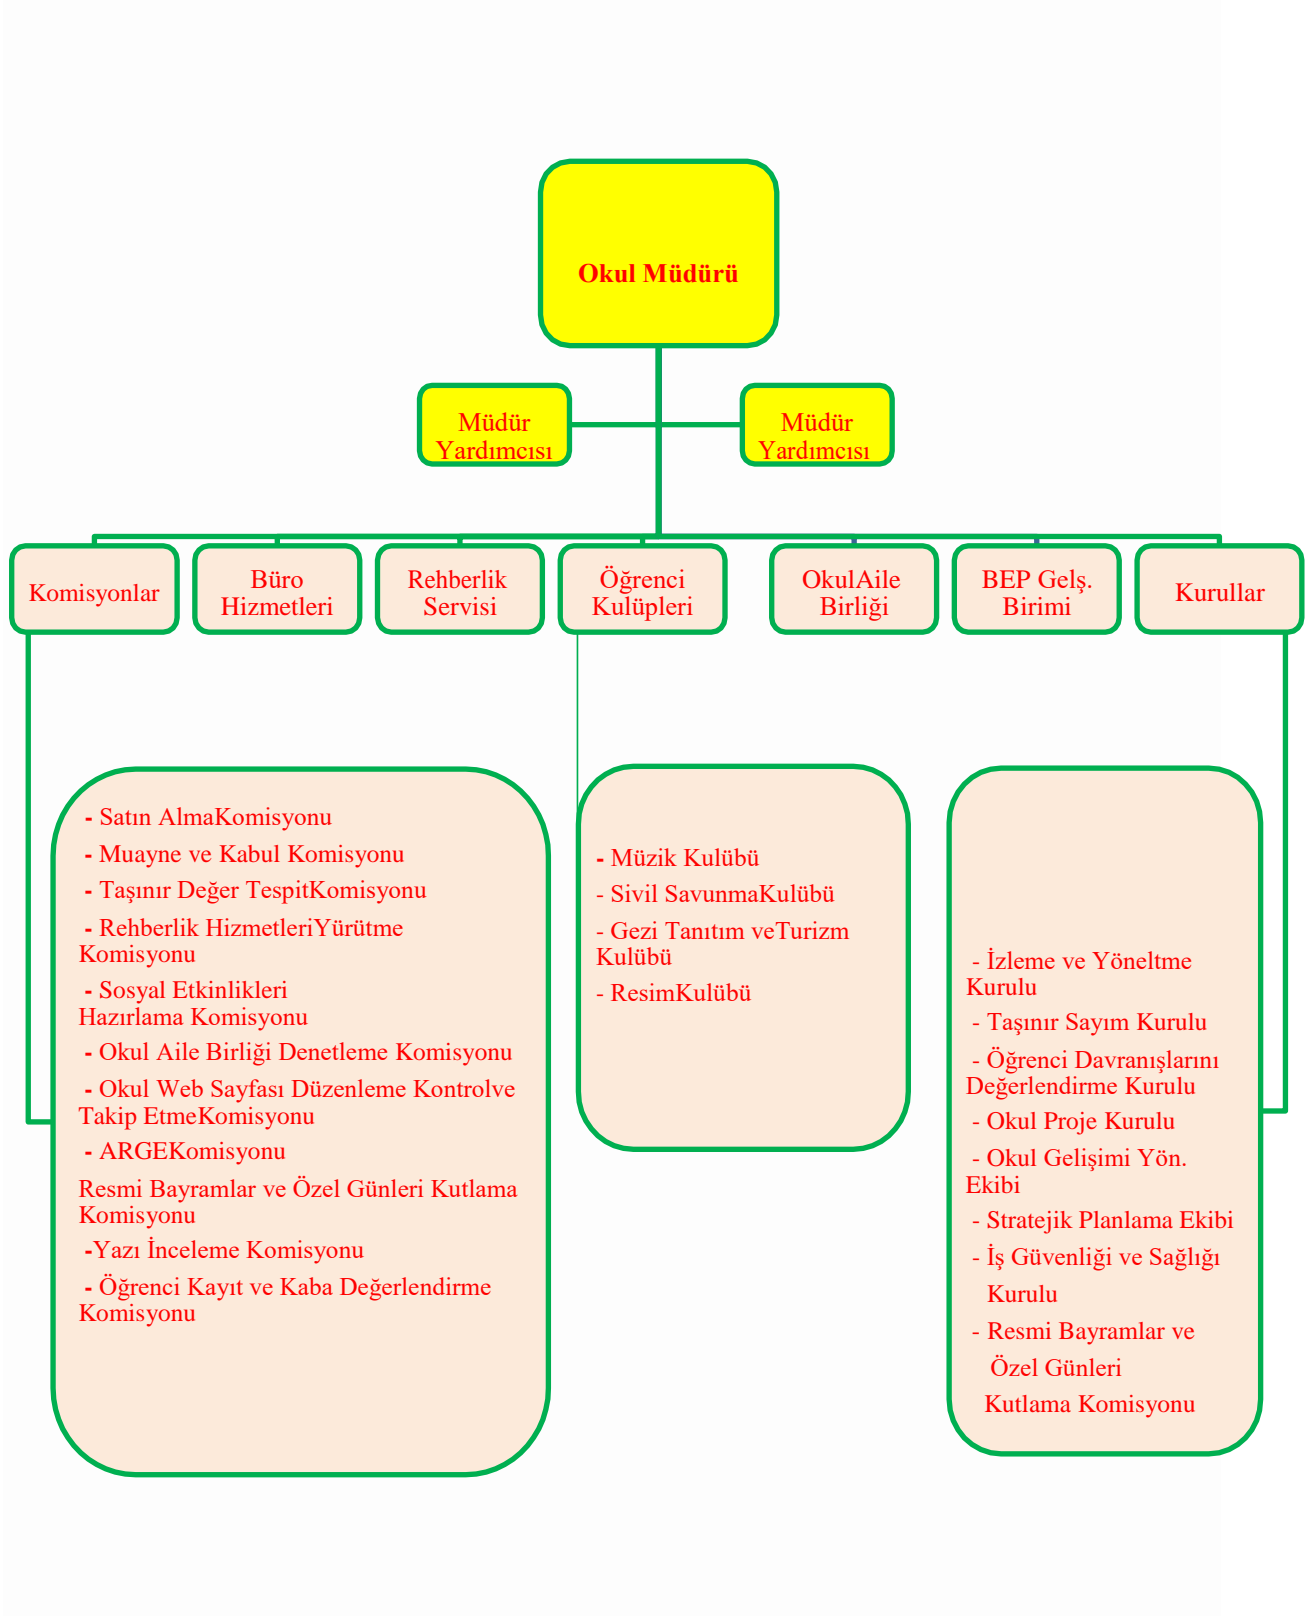 Okul Müdürü
Müdür
Yardımcısı
Müdür
Yardımcısı
Komisyonlar
Büro
Hizmetleri
Rehberlik
Servisi
Öğrenci
Kulüpleri
OkulAile
Birliği
BEP Gelş.
Birimi
Kurullar
- Satın AlmaKomisyonu
- Muayne ve Kabul Komisyonu
- Taşınır Değer TespitKomisyonu
- Rehberlik HizmetleriYürütme
Komisyonu
- Sosyal Etkinlikleri
Hazırlama Komisyonu
- Okul Aile Birliği Denetleme Komisyonu
- Okul Web Sayfası Düzenleme Kontrolve
Takip EtmeKomisyonu
- ARGEKomisyonu
Resmi Bayramlar ve Özel Günleri Kutlama
Komisyonu
-Yazı İnceleme Komisyonu
- Öğrenci Kayıt ve Kaba Değerlendirme
Komisyonu
- Müzik Kulübü
- Sivil SavunmaKulübü
- Gezi Tanıtım veTurizm
Kulübü
- ResimKulübü
- İzleme ve Yöneltme
Kurulu
- Taşınır Sayım Kurulu
- Öğrenci Davranışlarını
Değerlendirme Kurulu
- Okul Proje Kurulu
- Okul Gelişimi Yön.
Ekibi
- Stratejik Planlama Ekibi
- İş Güvenliği ve Sağlığı
Kurulu
- Resmi Bayramlar ve
Özel Günleri
Kutlama Komisyonu